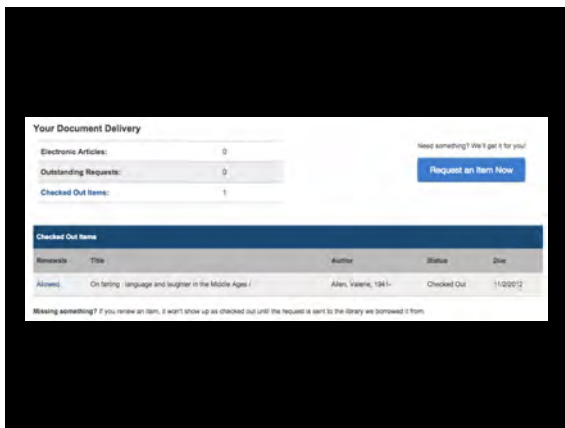 Your Document Delivery
Electronic Articles: 0
Need something? We'll get it for you!
Outstanding Requests: 0
Request an Item Now
Checked Out Items: 1
Checked Out Items
Renewals Title Author Status Due
Allowed On farting : language and laughter in the Middle Ages / Allen, Valerie, 1941- Checked Out 11/2/2012
Missing something? If you renew an item, it won't show up as checked out until the request is sent to the library we borrowed it from.